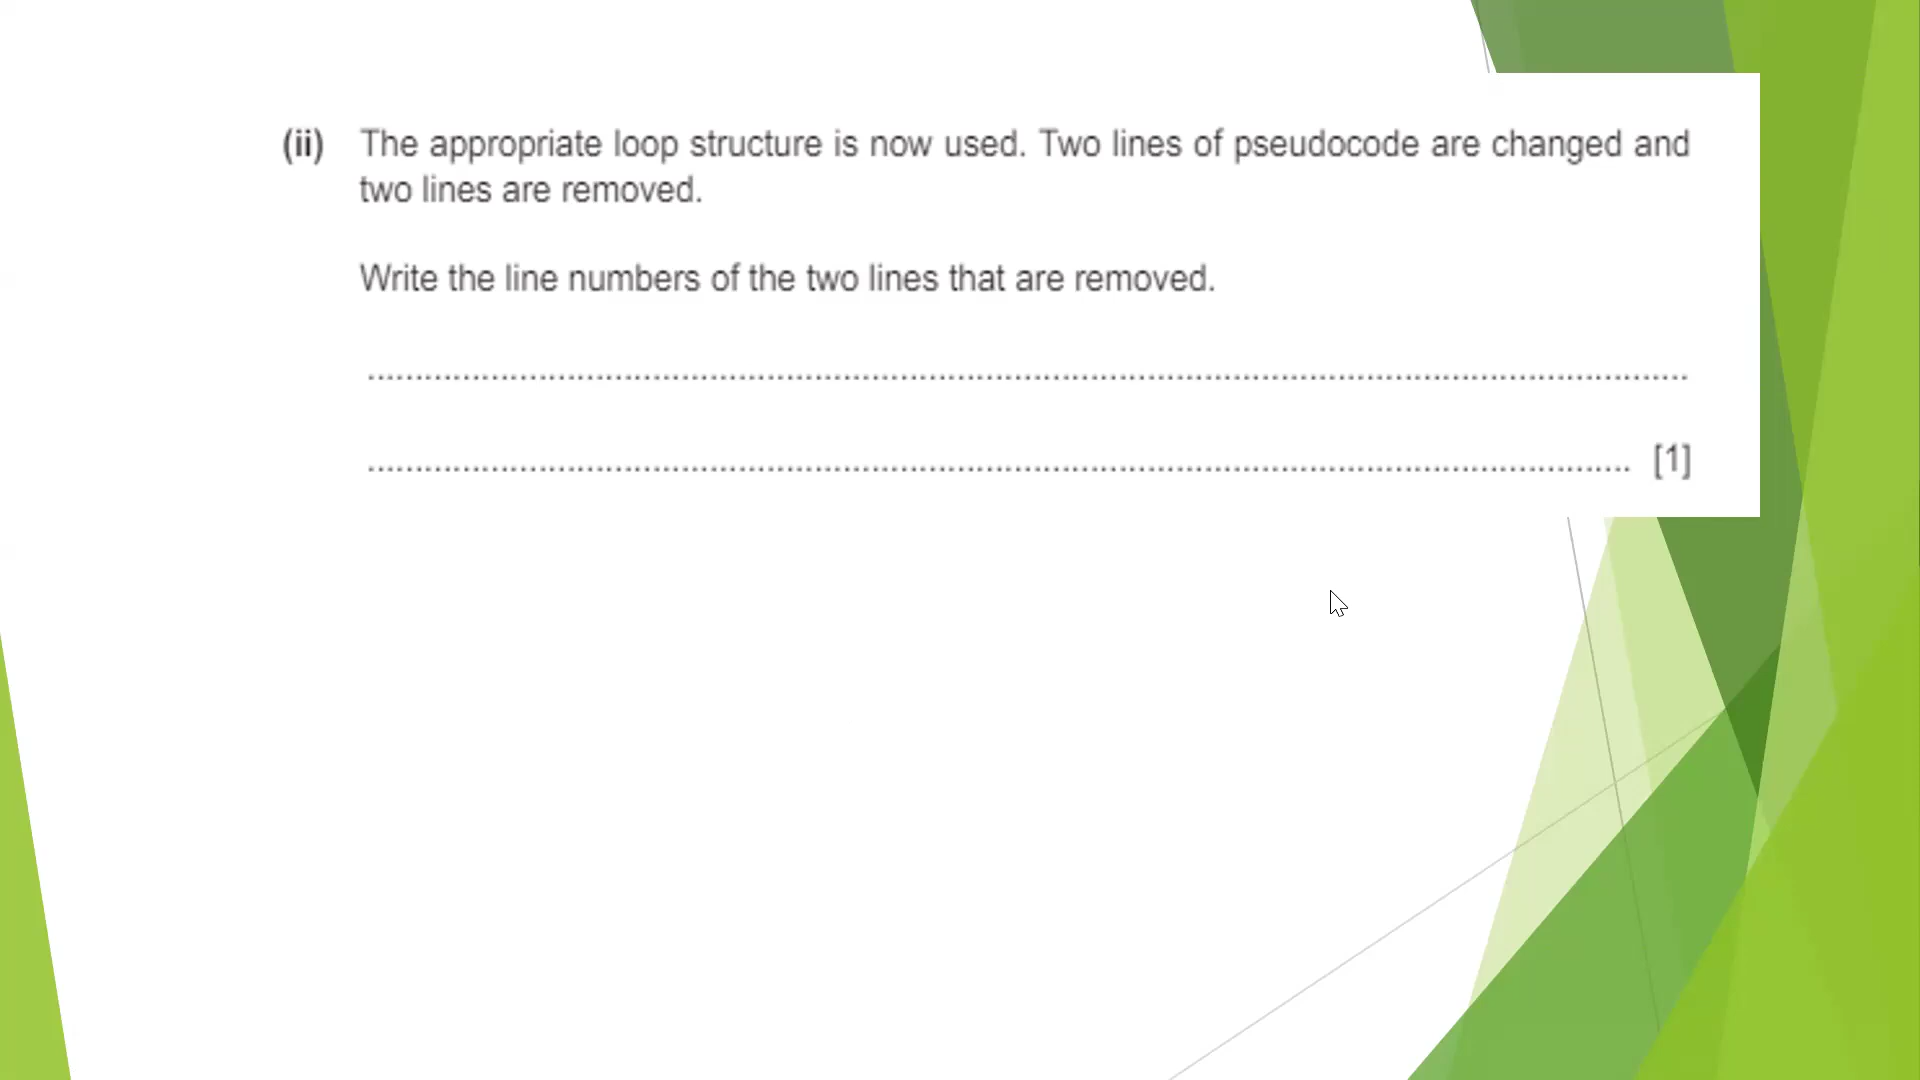 (ii) The appropriate loop structure is now used. Two lines of pseudocode are changed and
two lines are removed.
Write the line numbers of the two lines that are removed.
..........................................................................................................................................
.................................................................................................................................... [1]